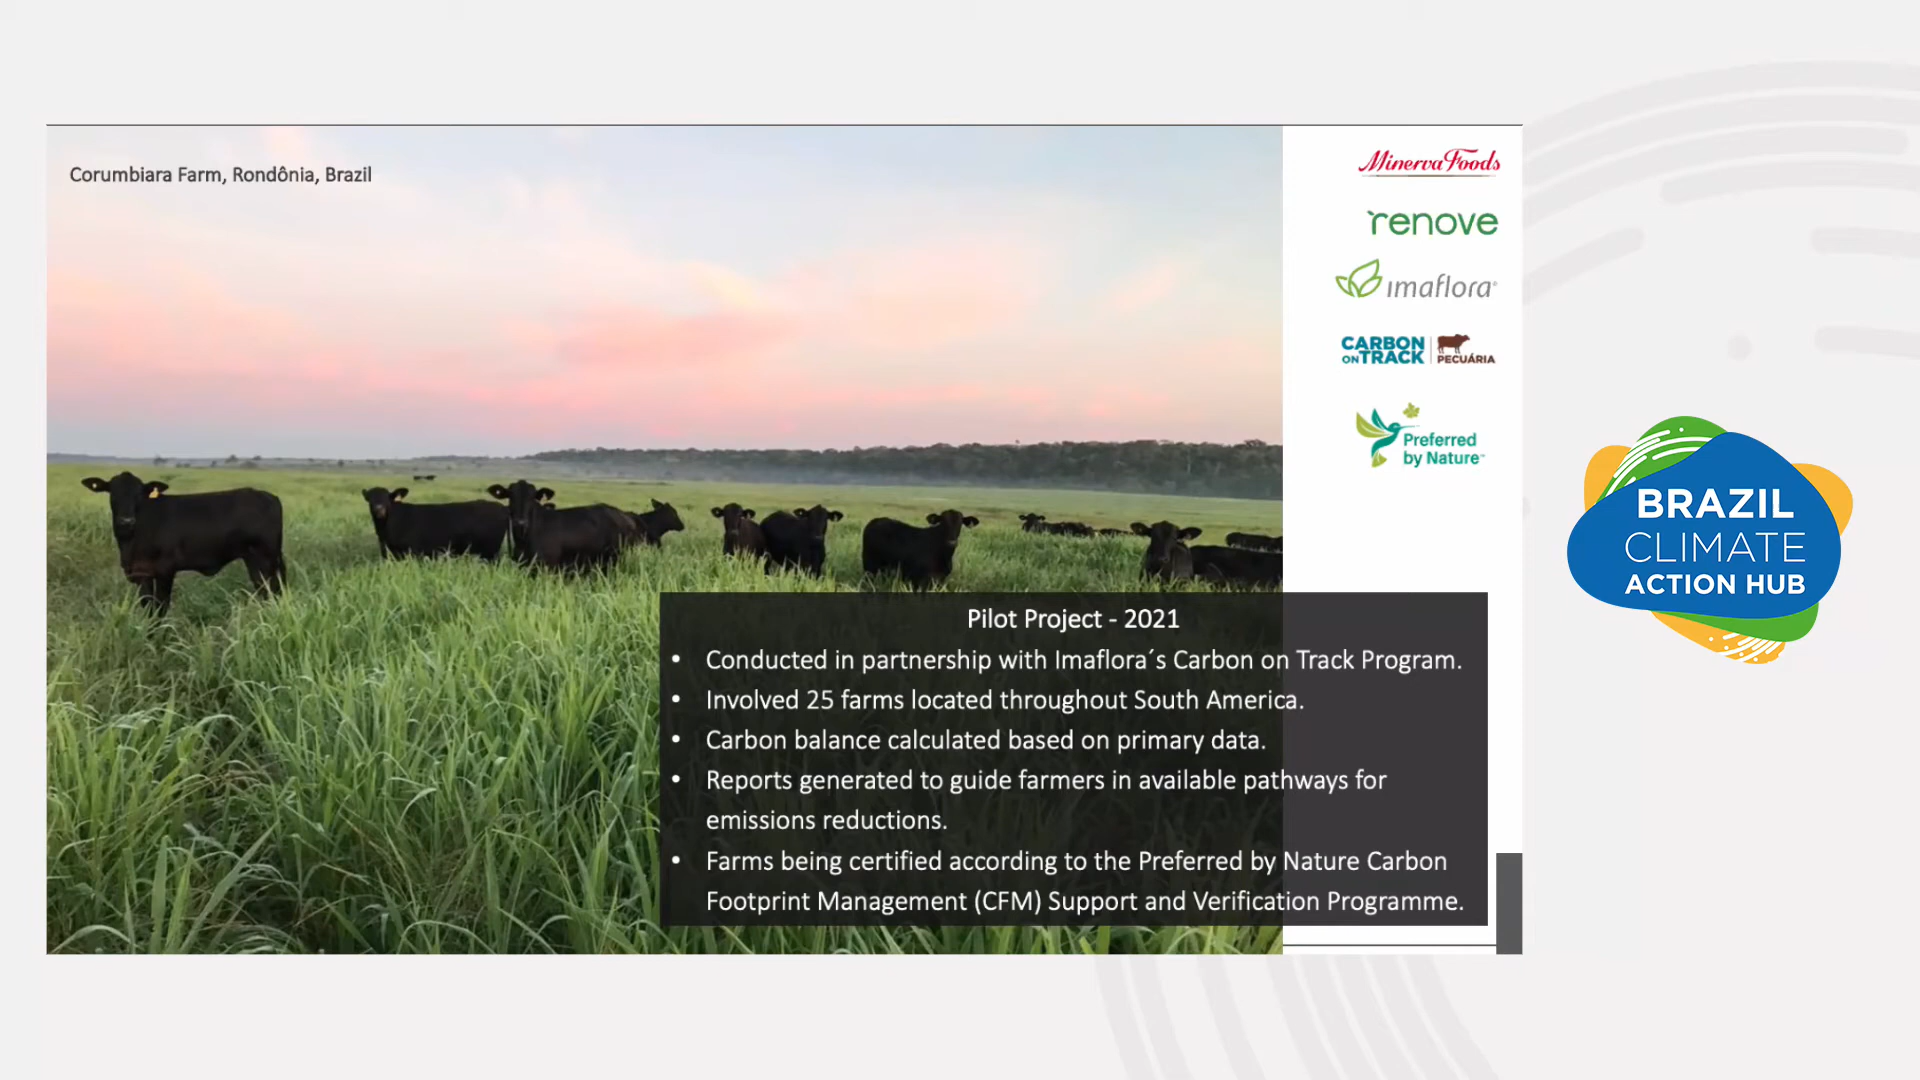 Corumbiara Farm, Rondônia, Brazil
Minerva Foods
renove
imaflora®
CARBON ON TRACK | PECUÁRIA
Preferred
by Nature™
BRAZIL
CLIMATE
ACTION HUB
Pilot Project - 2021
• Conducted in partnership with Imaflora´s Carbon on Track Program.
• Involved 25 farms located throughout South America.
• Carbon balance calculated based on primary data.
• Reports generated to guide farmers in available pathways for
emissions reductions.
• Farms being certified according to the Preferred by Nature Carbon
Footprint Management (CFM) Support and Verification Programme.